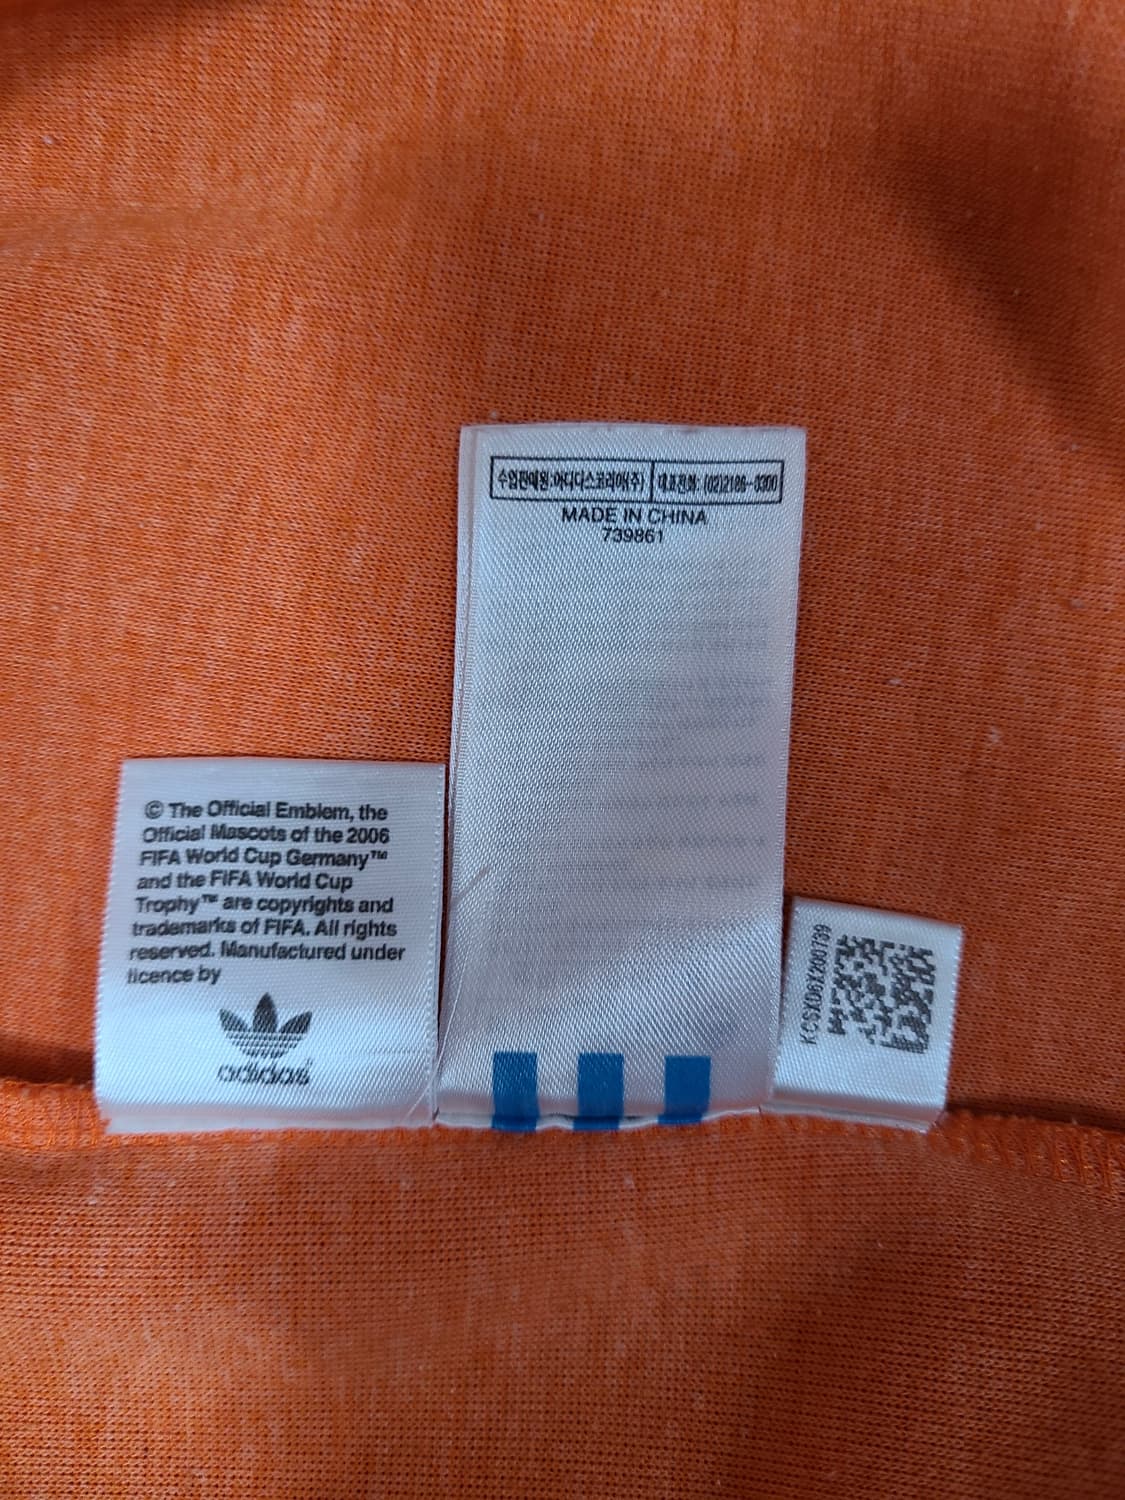 수입판매원:아디다스코리아(주) 대표전화: (02)2186-0300
MADE IN CHINA
739861
© The Official Emblem, the
Official Mascots of the 2006
FIFA World Cup Germany™
and the FIFA World Cup
Trophy™ are copyrights and
trademarks of FIFA. All rights
reserved. Manufactured under
licence by
adidas
KCSX06X200739